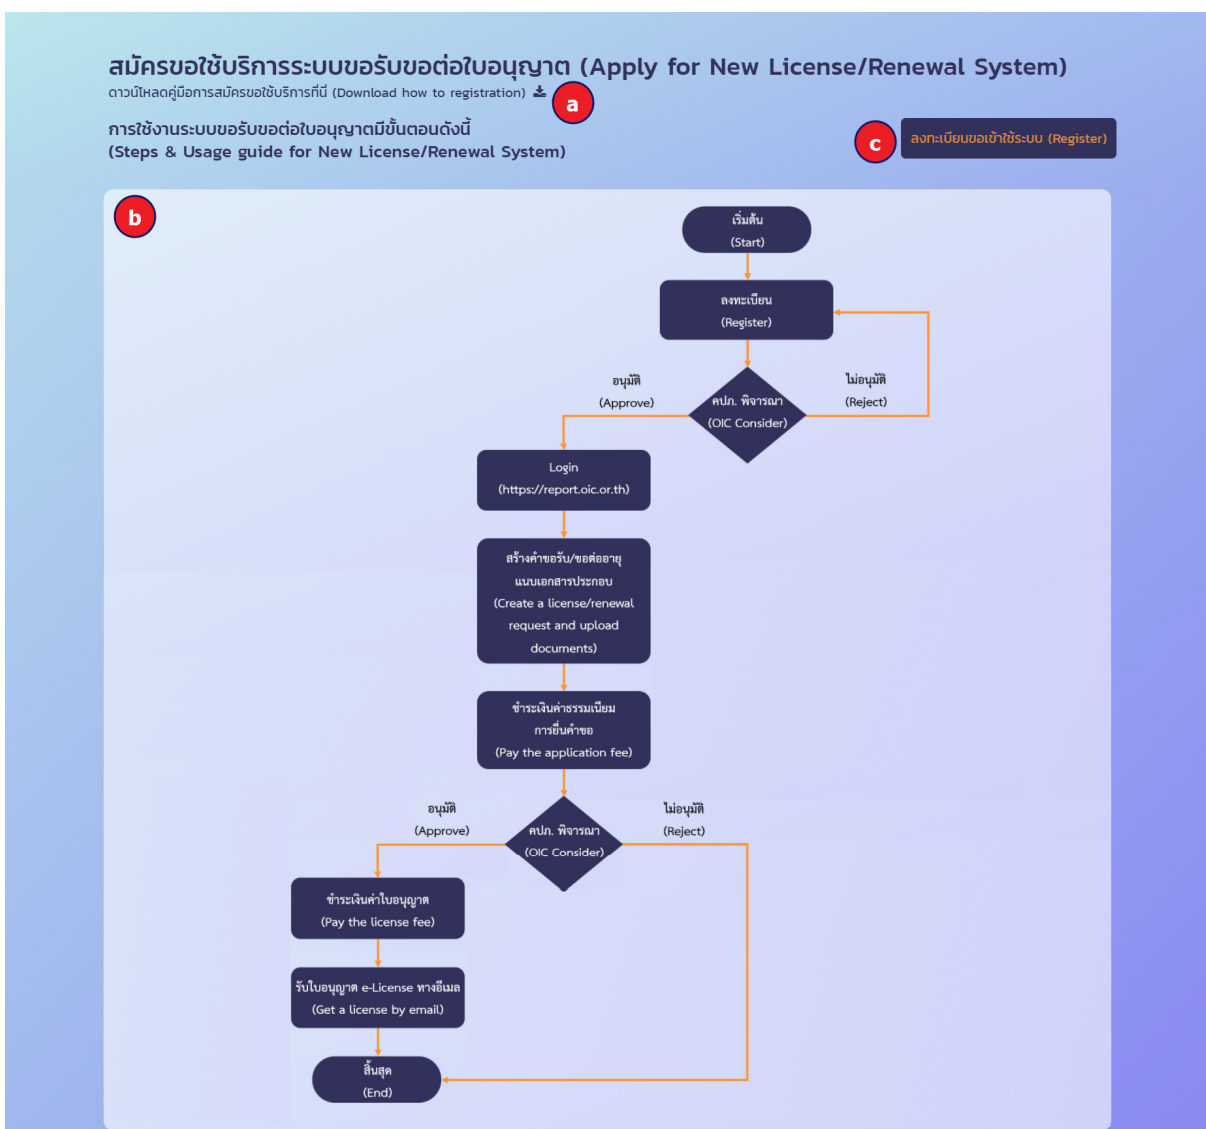 สมัครขอใช้บริการระบบขอรับขอต่อใบอนุญาต (Apply for New License/Renewal System)
ดาวน์โหลดคู่มือการสมัครขอใช้บริการที่นี่ (Download how to registration)
a
การใช้งานระบบขอรับขอต่อใบอนุญาตมีขั้นตอนดังนี้
(Steps & Usage guide for New License/Renewal System)
c
ลงทะเบียนขอเข้าใช้ระบบ (Register)
b
เริ่มต้น
(Start)
ลงทะเบียน
(Register)
อนุมัติ
(Approve)
คปภ. พิจารณา
(OIC Consider)
ไม่อนุมัติ
(Reject)
Login
(https://report.oic.or.th)
สร้างคำขอรับ/ขอต่ออายุ
แนบเอกสารประกอบ
(Create a license/renewal
request and upload
documents)
ชำระเงินค่าธรรมเนียม
การยื่นคำขอ
(Pay the application fee)
อนุมัติ
(Approve)
คปภ. พิจารณา
(OIC Consider)
ไม่อนุมัติ
(Reject)
ชำระเงินค่าใบอนุญาต
(Pay the license fee)
รับใบอนุญาต e-License ทางอีเมล
(Get a license by email)
สิ้นสุด
(End)